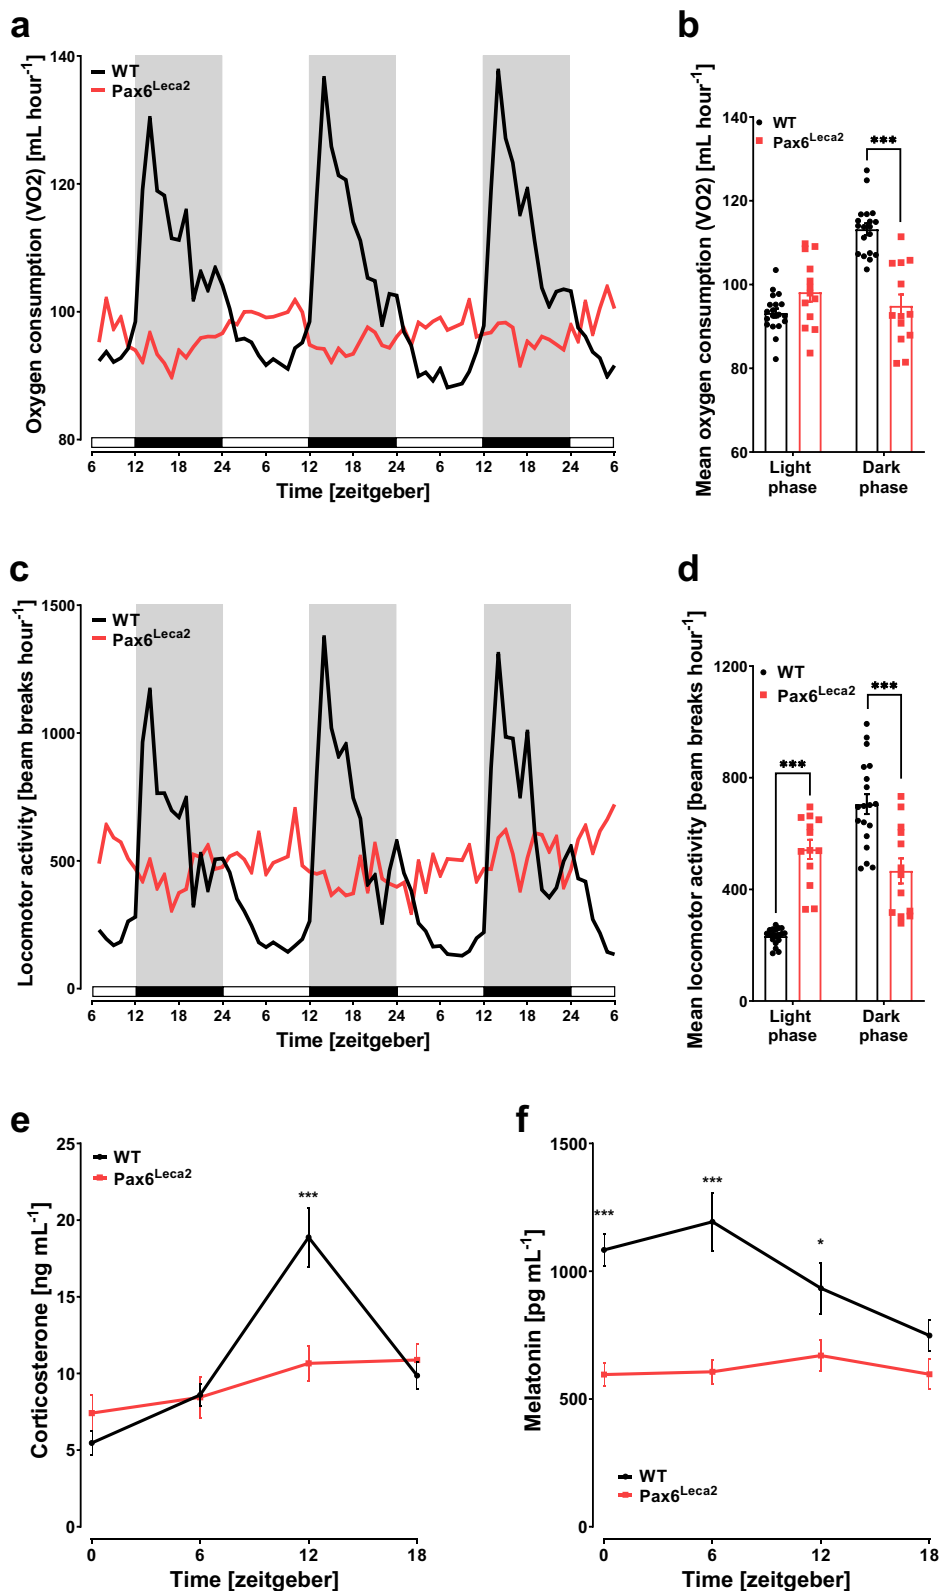 a
Oxygen consumption (VO2) [mL hour-1]
140
120
100
80
WT
Pax6Leca2
6 12 18 24 6 12 18 24 6 12 18 24 6
Time [zeitgeber]
b
Mean oxygen consumption (VO2) [mL hour-1]
140
120
100
80
60
WT
Pax6Leca2
***
Light phase
Dark phase
c
Locomotor activity [beam breaks hour-1]
1500
1000
500
0
WT
Pax6Leca2
6 12 18 24 6 12 18 24 6 12 18 24 6
Time [zeitgeber]
d
Mean locomotor activity [beam breaks hour-1]
1200
800
400
0
WT
Pax6Leca2
***
***
Light phase
Dark phase
e
Corticosterone [ng mL-1]
25
20
15
10
5
0
WT
Pax6Leca2
***
0 6 12 18
Time [zeitgeber]
f
Melatonin [pg mL-1]
1500
1000
500
0
***
***
*
WT
Pax6Leca2
0 6 12 18
Time [zeitgeber]